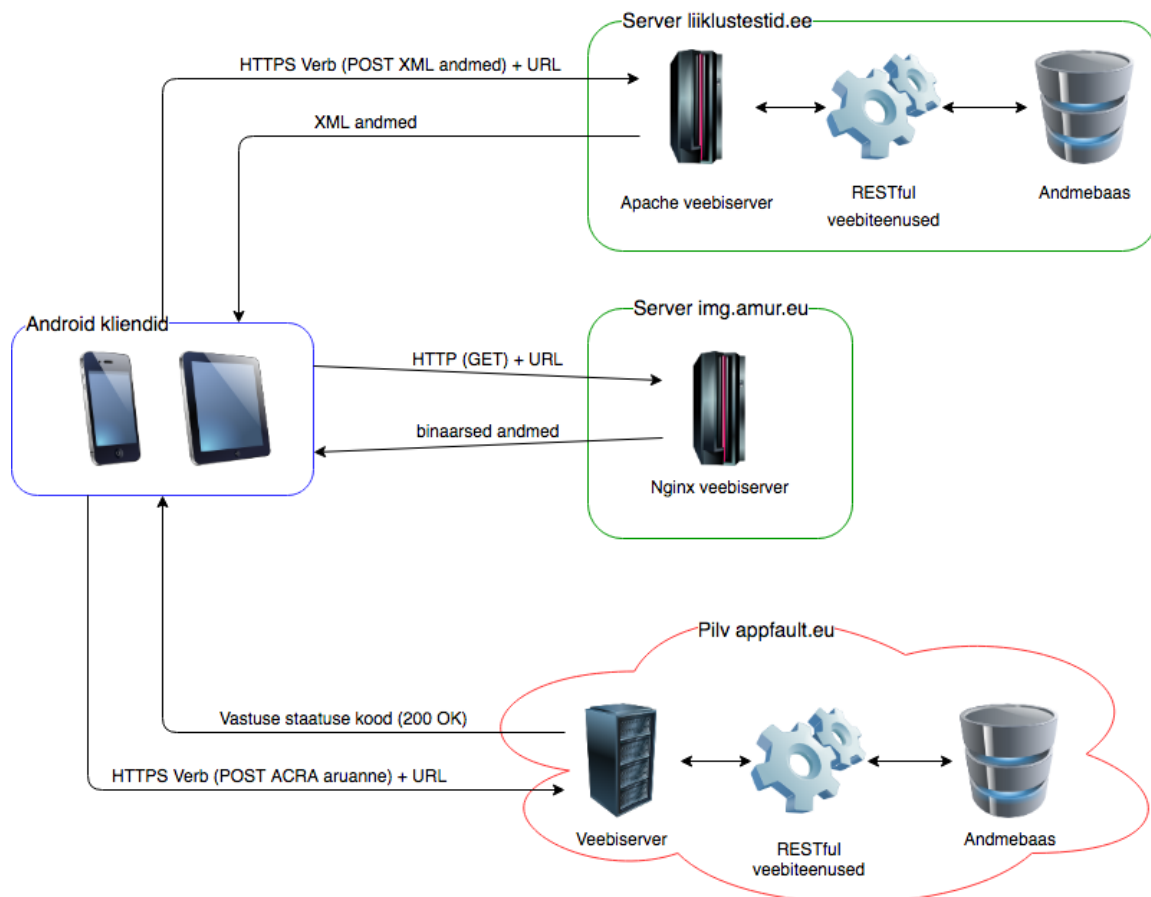 Server liiklustestid.ee
HTTPS Verb (POST XML andmed) + URL
XML andmed
Apache veebiserver
RESTful
veebiteenused
Andmebaas
Android kliendid
Server img.amur.eu
HTTP (GET) + URL
binaarsed andmed
Nginx veebiserver
Pilv appfault.eu
Vastuse staatuse kood (200 OK)
HTTPS Verb (POST ACRA aruanne) + URL
Veebiserver
RESTful
veebiteenused
Andmebaas